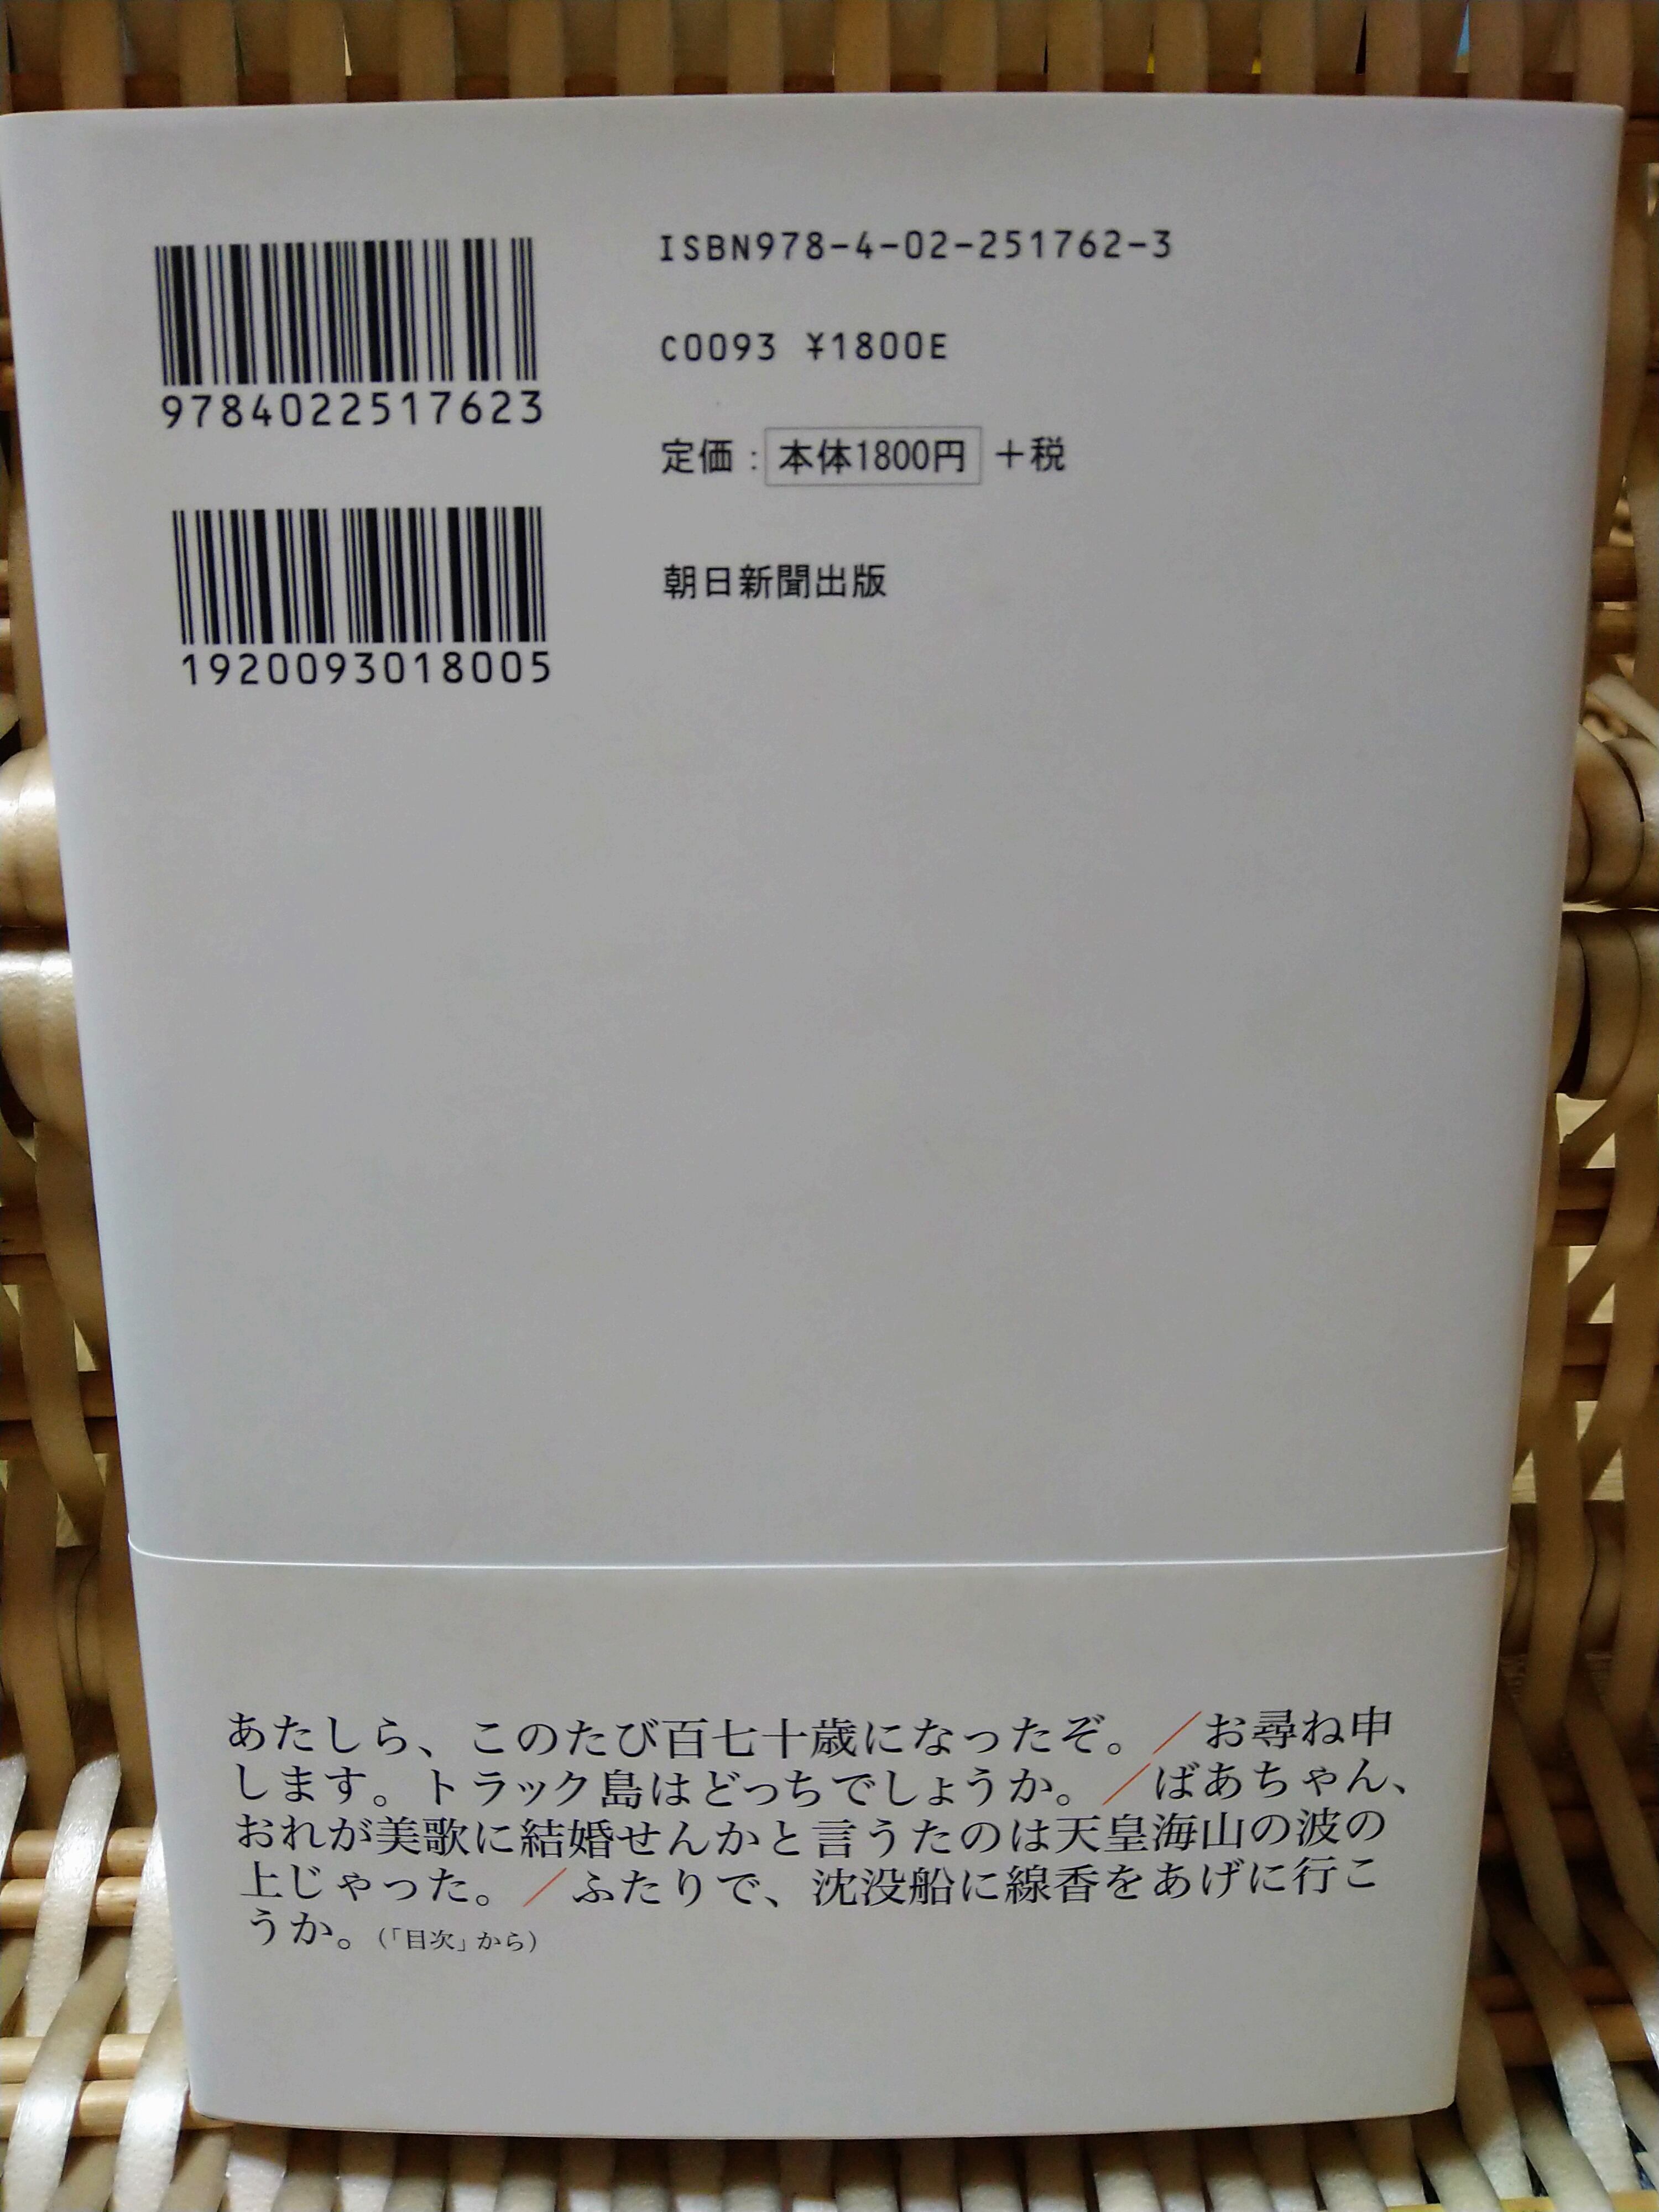 ISBN978-4-02-251762-3
9784022517623
C0093 ¥1800E
定価：本体1800円＋税
朝日新聞出版
1920093018005
あたしら、このたび百七十歳になったぞ。／お尋ね申
します。トラック島はどっちでしょうか。／ばあちゃん、
おれが美歌に結婚せんかと言うたのは天皇海山の波の
上じゃった。／ふたりで、沈没船に線香をあげに行こ
うか。（「目次」から）